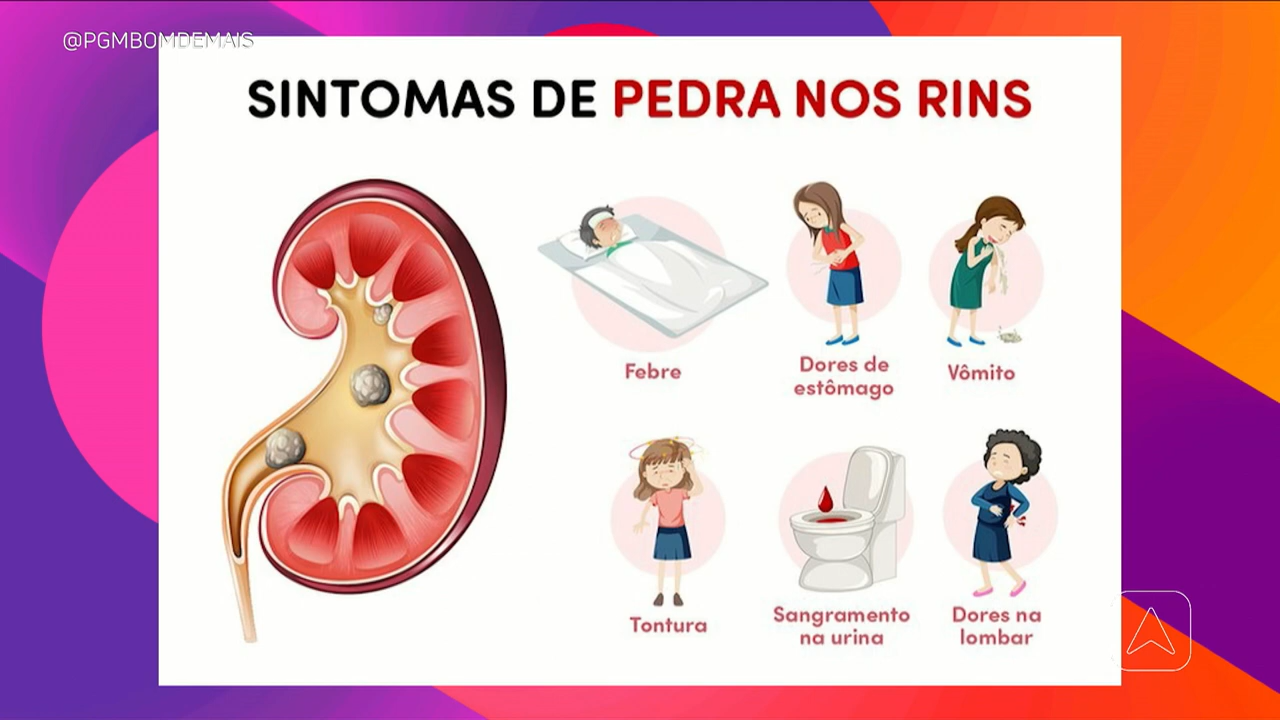 @PGMBOMDEMAIS
SINTOMAS DE PEDRA NOS RINS
Febre
Dores de
estômago
Vômito
Tontura
Sangramento
na urina
Dores na
lombar